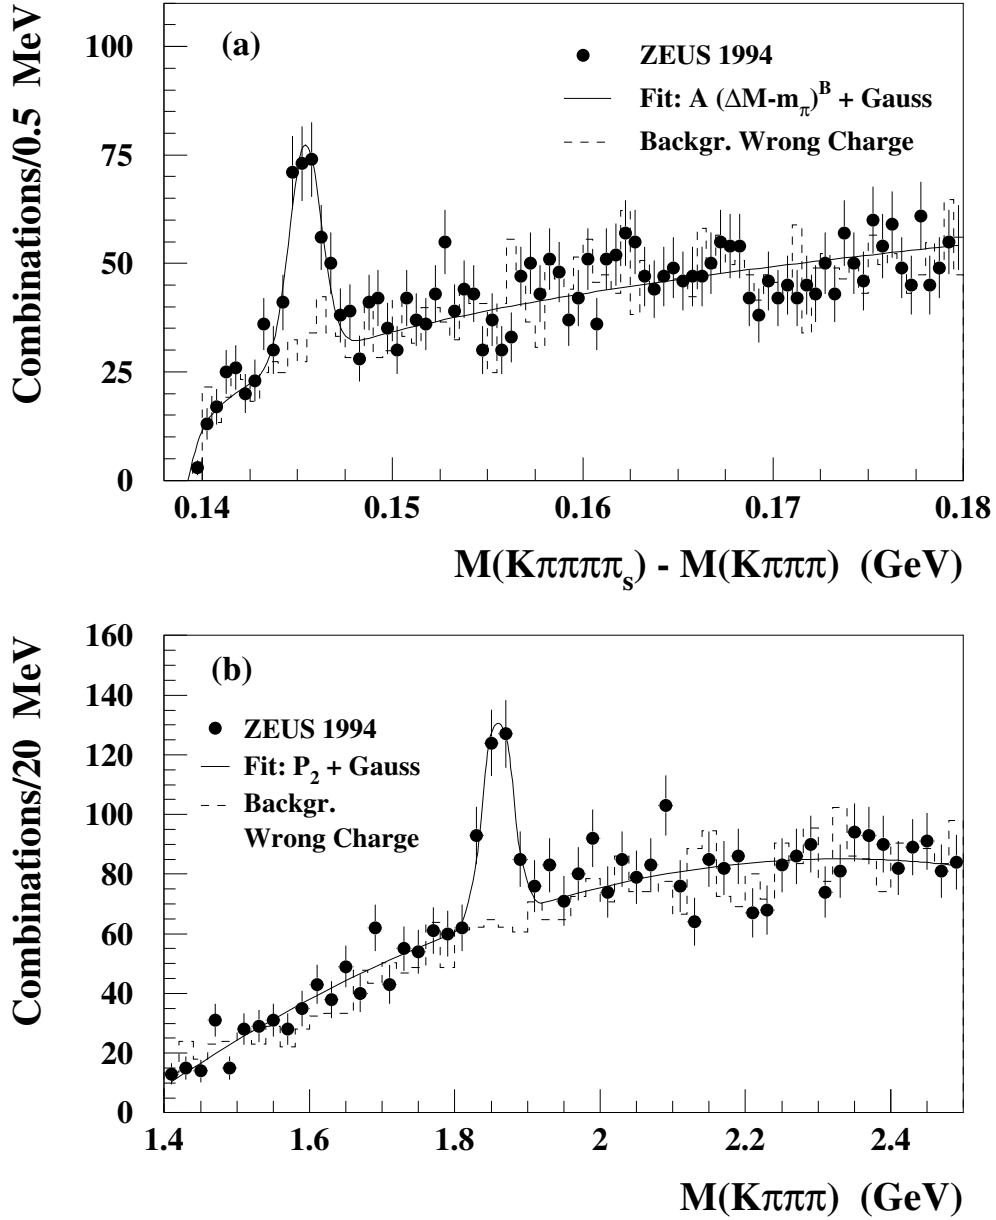 (a)
ZEUS 1994
Fit: A (ΔM-m_π)^B + Gauss
Backgr. Wrong Charge
Combinations/0.5 MeV
100
75
50
25
0
0.14 0.15 0.16 0.17 0.18
M(Kππππ_s) - M(Kπππ) (GeV)
(b)
ZEUS 1994
Fit: P_2 + Gauss
Backgr.
Wrong Charge
Combinations/20 MeV
160
140
120
100
80
60
40
20
0
1.4 1.6 1.8 2 2.2 2.4
M(Kπππ) (GeV)